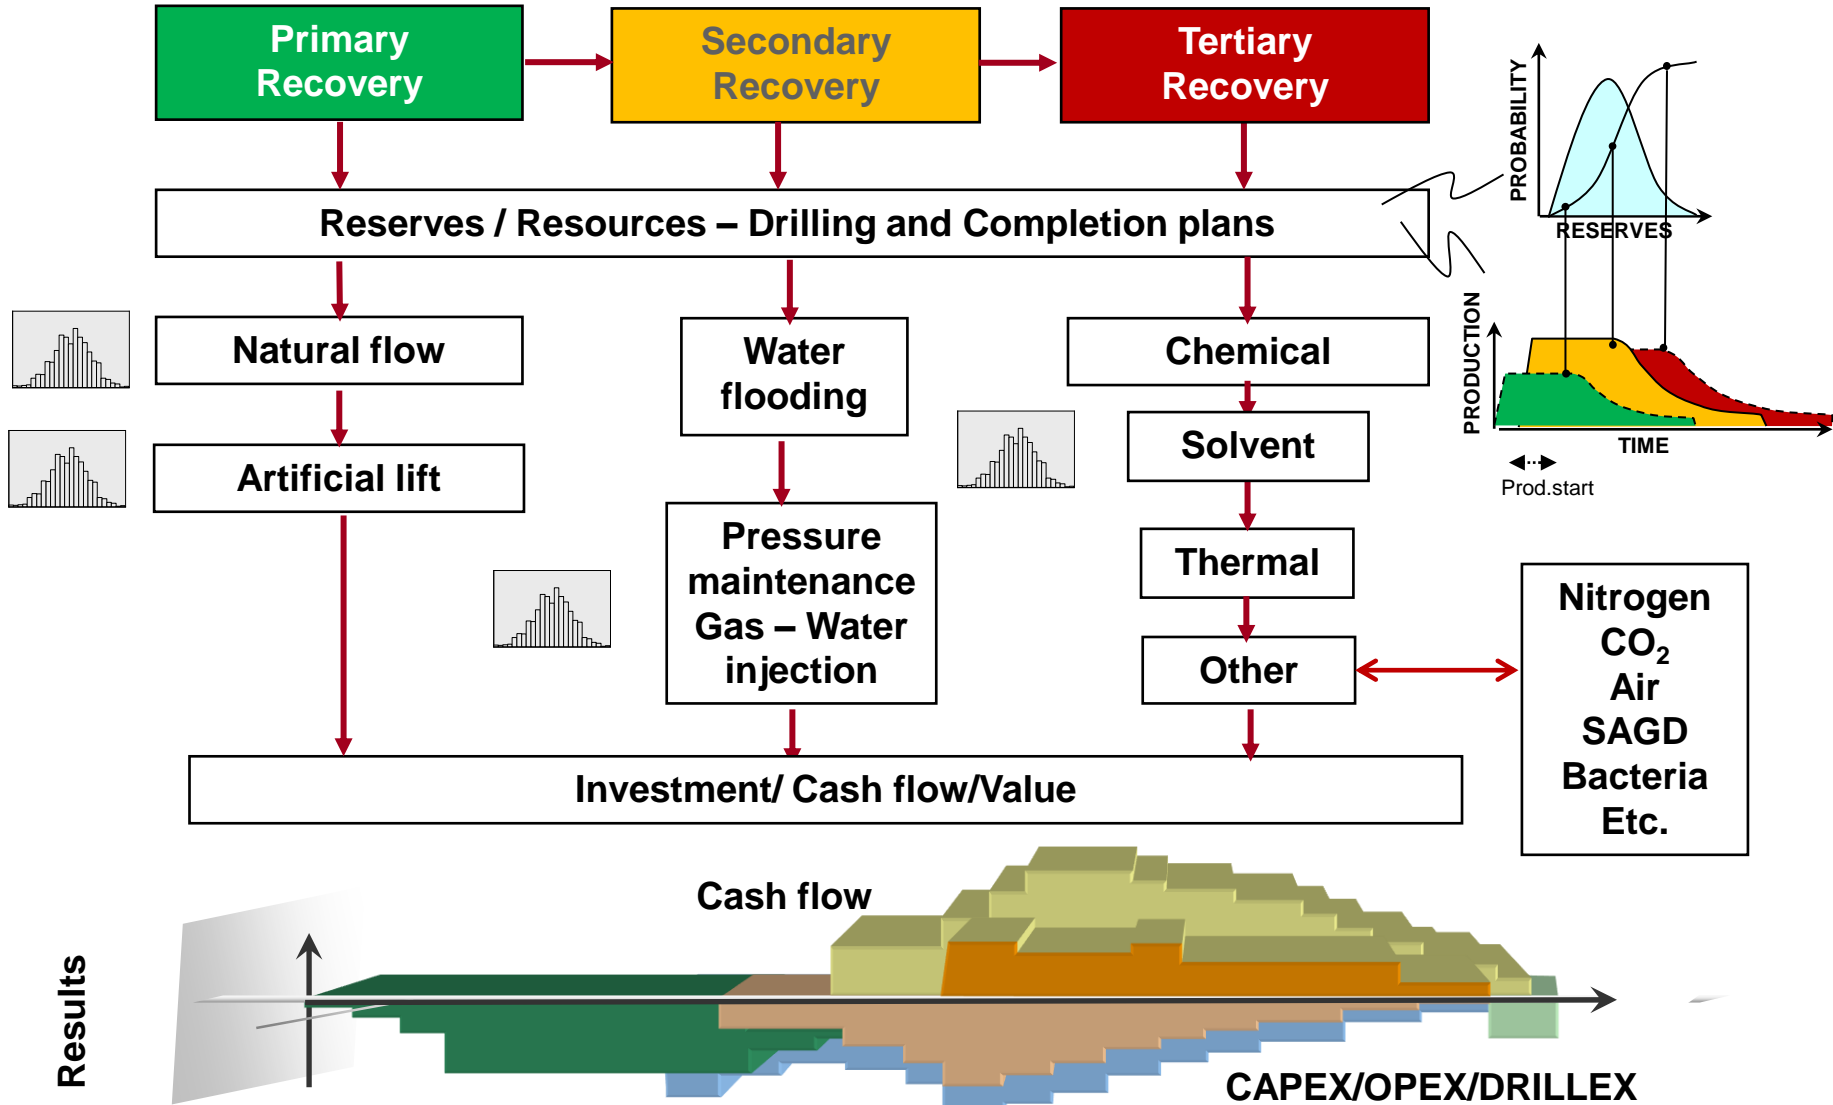 Primary
Recovery
Secondary
Recovery
Tertiary
Recovery
PROBABILITY
RESERVES
Reserves / Resources – Drilling and Completion plans
PRODUCTION
TIME
Prod.start
Natural flow
Artificial lift
Water
flooding
Pressure
maintenance
Gas – Water
injection
Chemical
Solvent
Thermal
Other
Nitrogen
CO₂
Air
SAGD
Bacteria
Etc.
Investment/ Cash flow/Value
Cash flow
Results
CAPEX/OPEX/DRILLEX